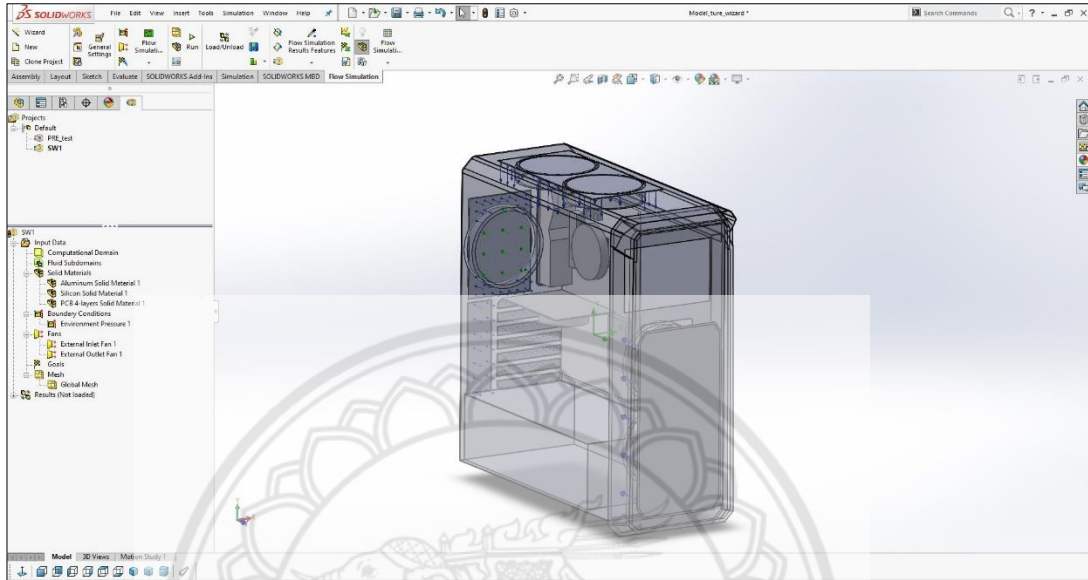 SOLIDWORKS File Edit View Insert Tools Simulation Window Help Model_ture_wizard * Search Commands
Wizard
New
Clone Project
General Settings
Flow Simulati...
Run Load/Unload
Flow Simulation Results Features
Flow Simulati...
Assembly Layout Sketch Evaluate SOLIDWORKS Add-Ins Simulation SOLIDWORKS MBD Flow Simulation
Projects
Default
PRE_test
SW1
SW1
Input Data
Computational Domain
Fluid Subdomains
Solid Materials
Aluminum Solid Material 1
Silicon Solid Material 1
PCB 4-layers Solid Material 1
Boundary Conditions
Environment Pressure 1
Fans
External Inlet Fan 1
External Outlet Fan 1
Goals
Mesh
Global Mesh
Results (Not loaded)
Model 3D Views Motion Study 1